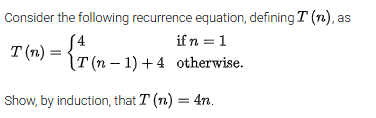 Consider the following recurrence equation, defining T (n), as
T (n) = { 4 if n = 1
T (n − 1) + 4 otherwise.
Show, by induction, that T (n) = 4n.